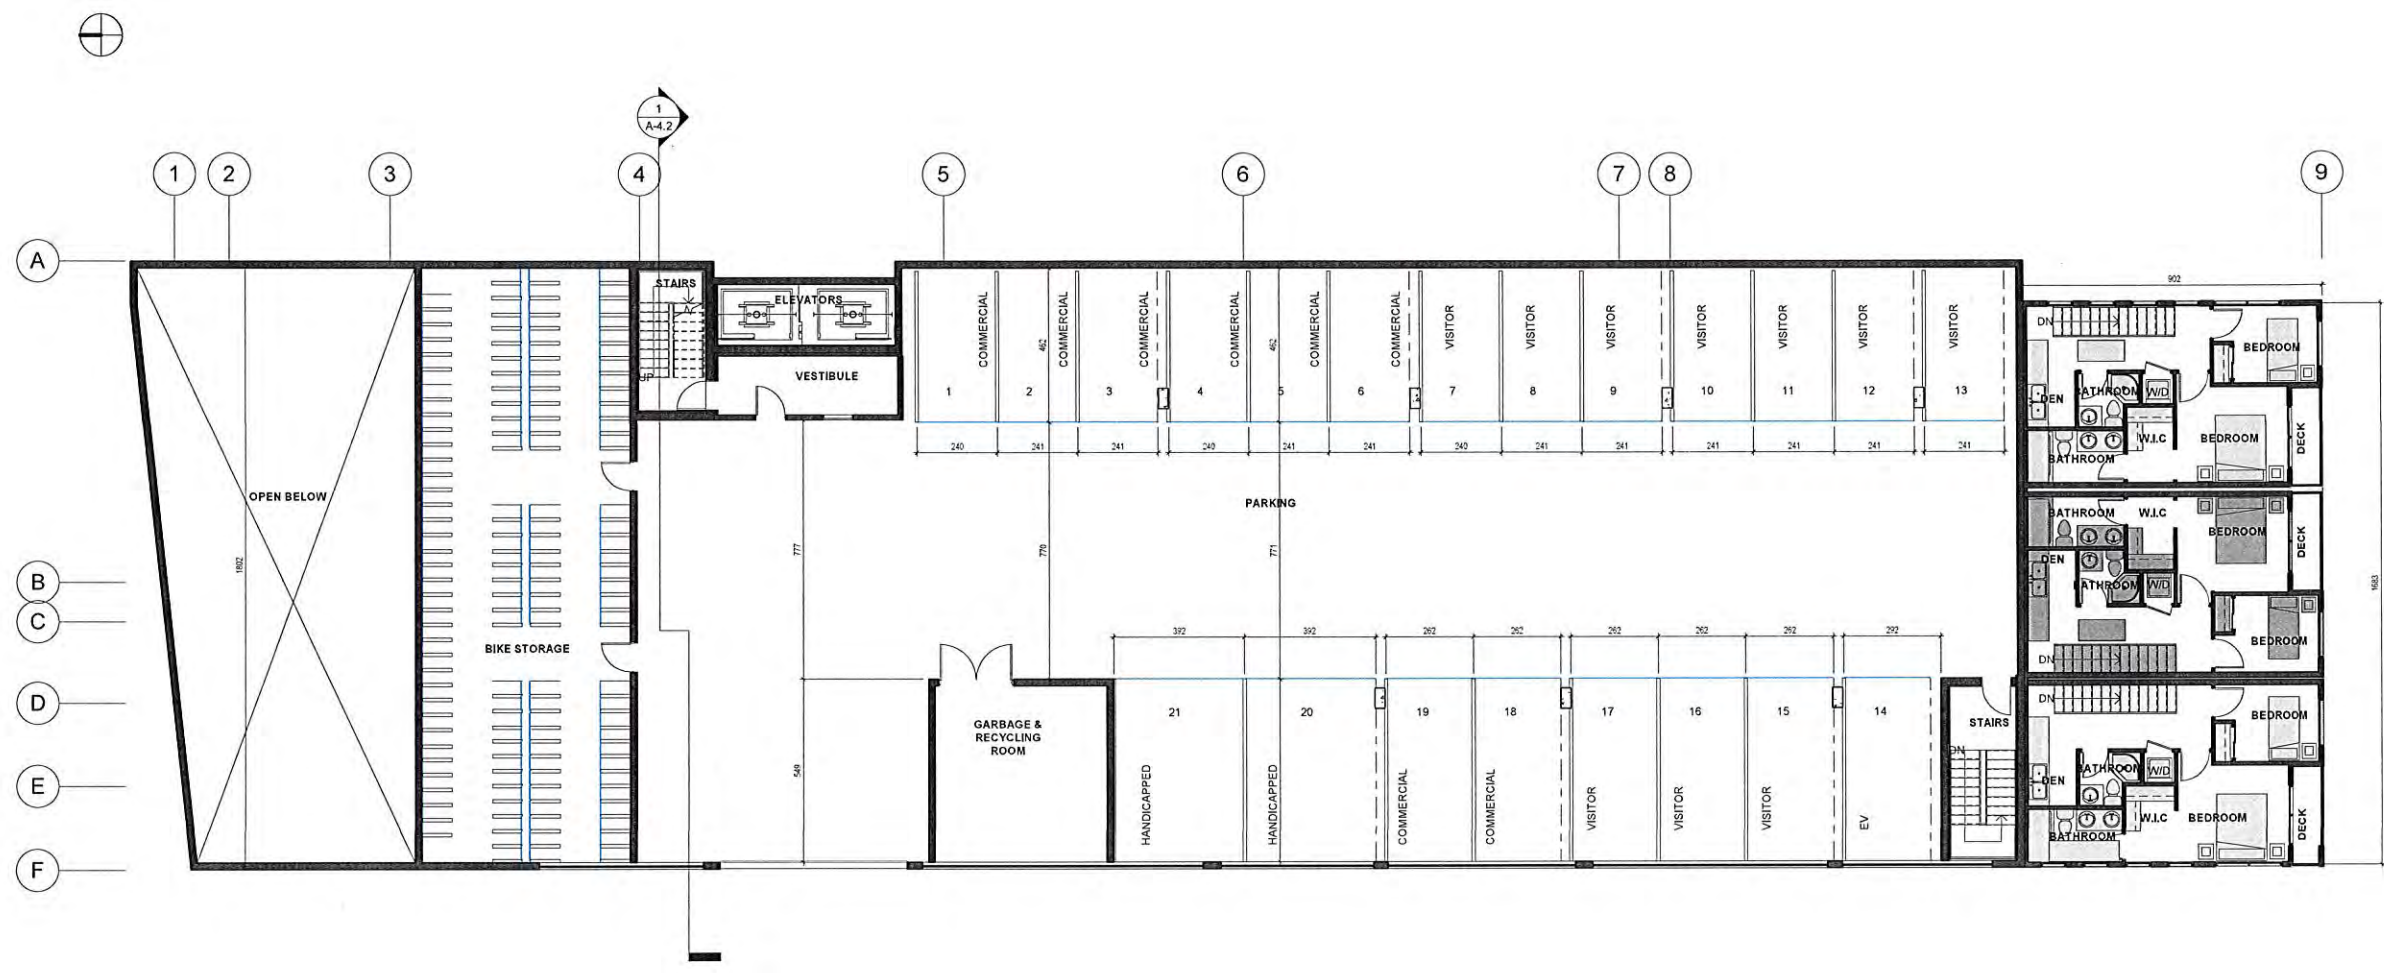 1
A-4.2
1 2 3 4 5 6 7 8 9
A
B
C
D
E
F
902
1683
STAIRS
UP
ELEVATORS
VESTIBULE
OPEN BELOW
1802
BIKE STORAGE
COMMERCIAL COMMERCIAL COMMERCIAL COMMERCIAL COMMERCIAL COMMERCIAL VISITOR VISITOR VISITOR VISITOR VISITOR VISITOR VISITOR
462 462
1 2 3 4 5 6 7 8 9 10 11 12 13
240 241 241 240 241 241 240 241 241 241 241 241 241
PARKING
777 770 771
392 392 262 262 262 262 262 292
21 20 19 18 17 16 15 14
HANDICAPPED HANDICAPPED COMMERCIAL COMMERCIAL VISITOR VISITOR VISITOR EV
549
GARBAGE &
RECYCLING
ROOM
STAIRS
DN
DN
BEDROOM
DEN
BATHROOM
W/D
W.I.C
BEDROOM
DECK
BATHROOM
BATHROOM
W.I.C
BEDROOM
DECK
DEN
BATHROOM
W/D
BEDROOM
DN
DN
BEDROOM
DEN
BATHROOM
W/D
W.I.C
BEDROOM
DECK
BATHROOM